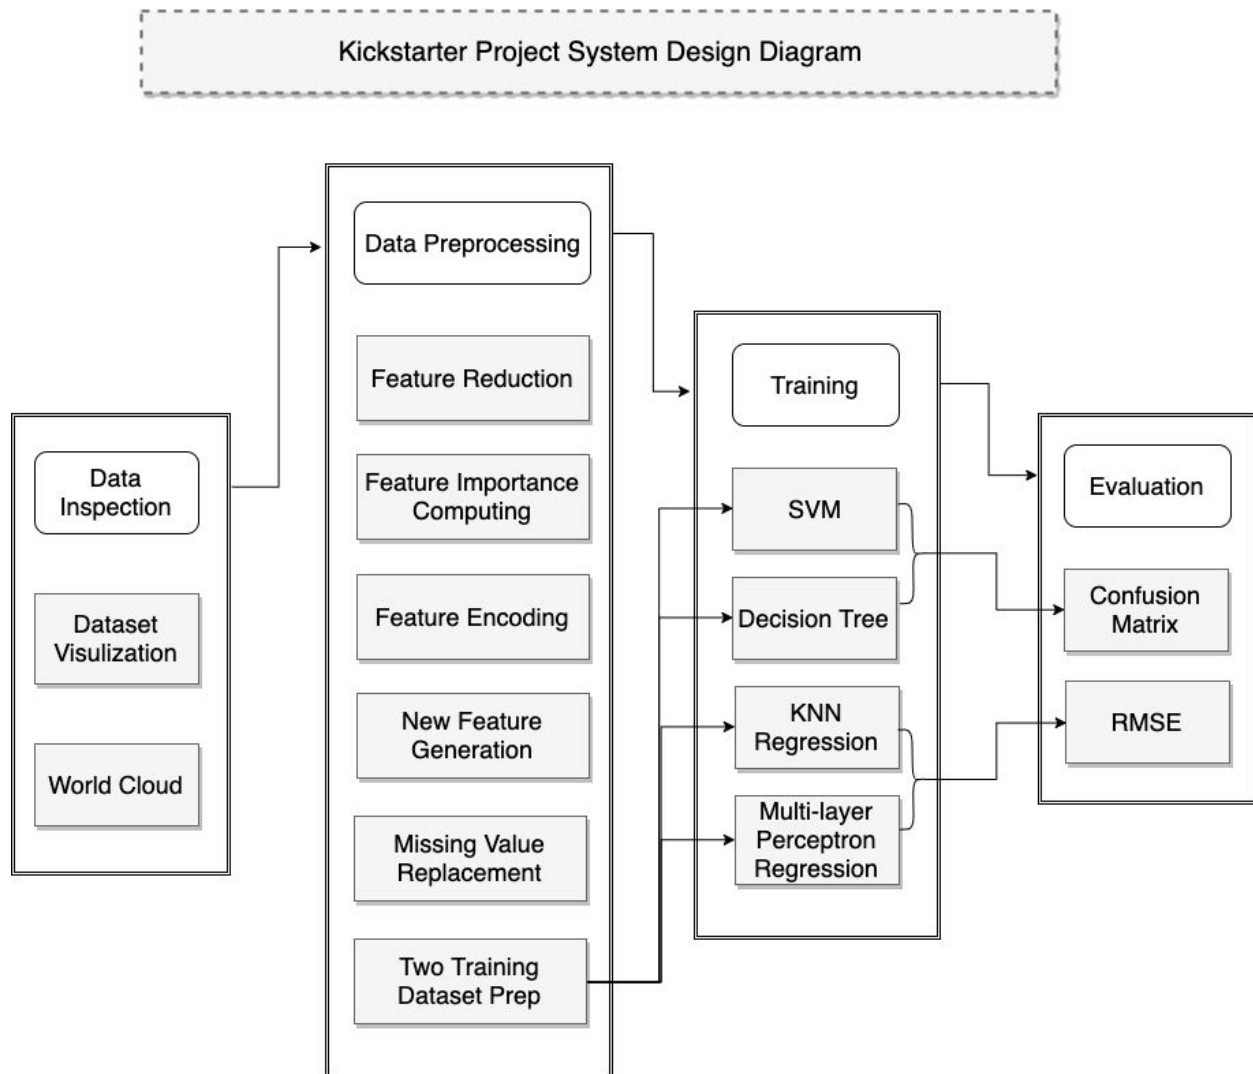 Kickstarter Project System Design Diagram
Data
Inspection
Dataset
Visulization
World Cloud
Data Preprocessing
Feature Reduction
Feature Importance
Computing
Feature Encoding
New Feature
Generation
Missing Value
Replacement
Two Training
Dataset Prep
Training
SVM
Decision Tree
KNN
Regression
Multi-layer
Perceptron
Regression
Evaluation
Confusion
Matrix
RMSE